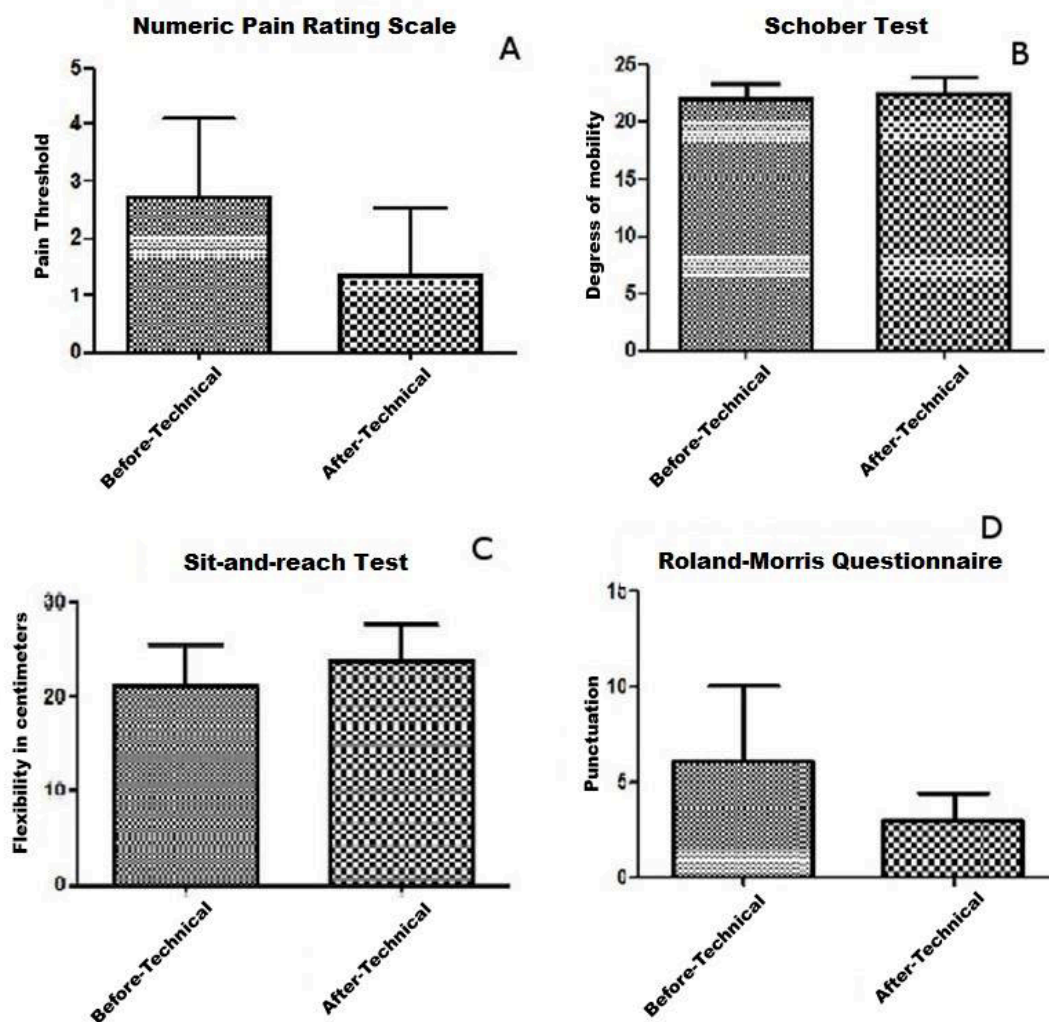 Numeric Pain Rating Scale
A
Pain Threshold
5
4
3
2
1
0
Before-Technical
After-Technical
Schober Test
B
Degress of mobility
25
20
15
10
5
0
Before-Technical
After-Technical
Sit-and-reach Test
C
Flexibility in centimeters
30
20
10
0
Before-Technical
After-Technical
D
Roland-Morris Questionnaire
Punctuation
15
10
5
0
Before-Technical
After-Technical